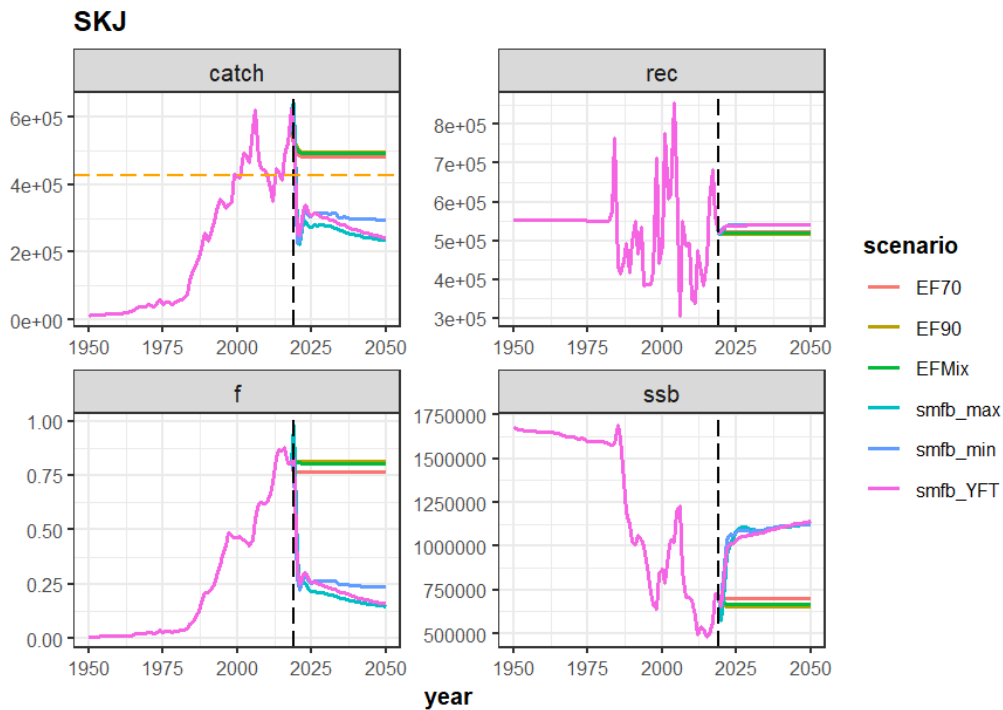 SKJ
catch
6e+05
4e+05
2e+05
0e+00
1950 1975 2000 2025 2050
rec
8e+05
7e+05
6e+05
5e+05
4e+05
3e+05
1950 1975 2000 2025 2050
f
1.00
0.75
0.50
0.25
0.00
1950 1975 2000 2025 2050
ssb
1750000
1500000
1250000
1000000
750000
500000
1950 1975 2000 2025 2050
year
scenario
EF70
EF90
EFMix
smfb_max
smfb_min
smfb_YFT